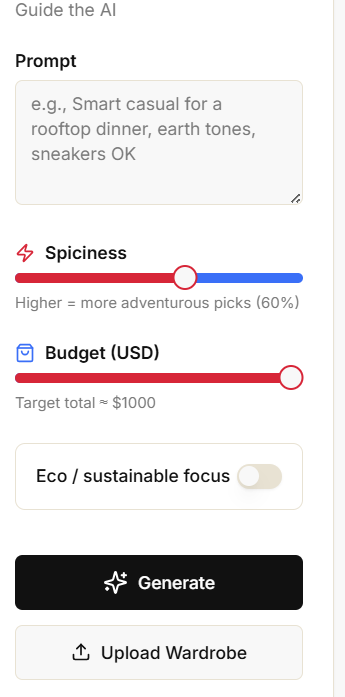 Guide the AI
Prompt
e.g., Smart casual for a
rooftop dinner, earth tones,
sneakers OK
Spiciness
Higher = more adventurous picks (60%)
Budget (USD)
Target total ≈ $1000
Eco / sustainable focus
Generate
Upload Wardrobe